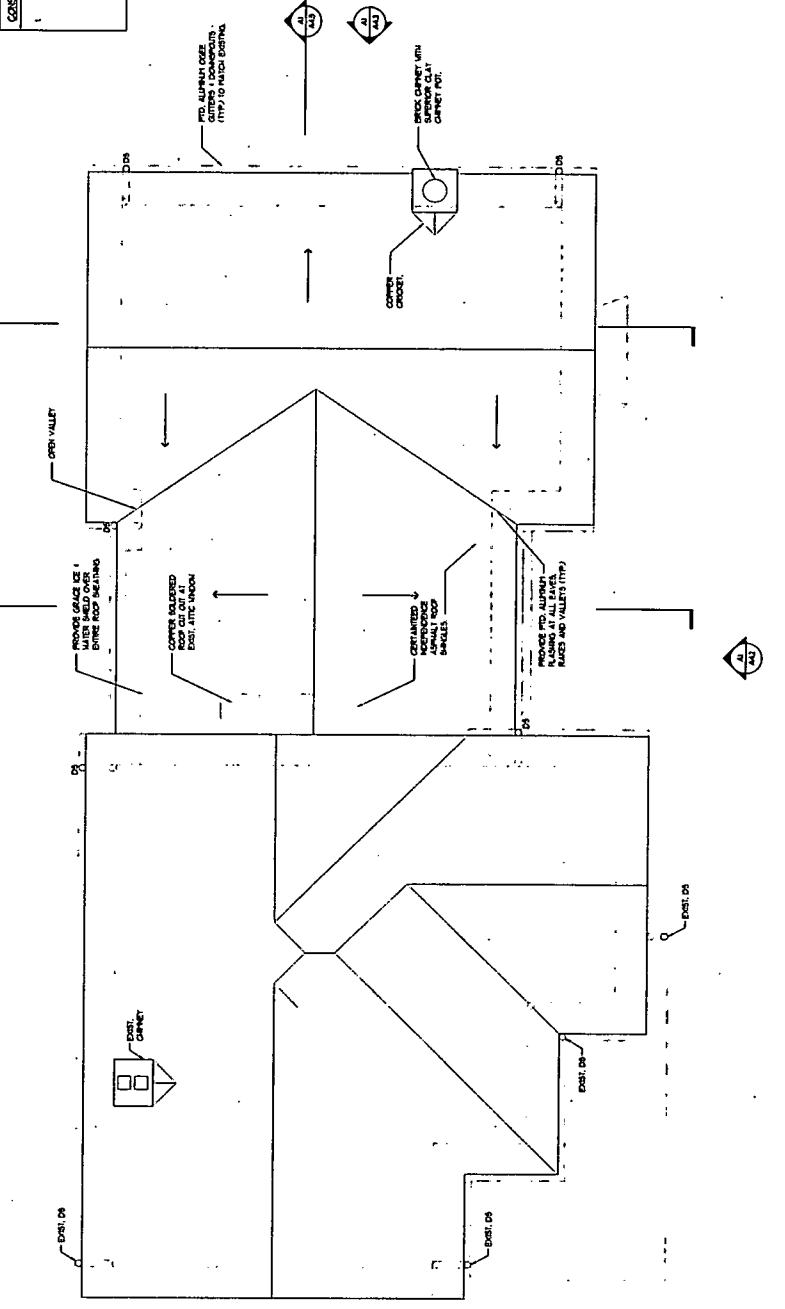 CONS
A1
A4.3
A1
A4.3
PTD. ALUMINUM OGEE
GUTTERS & DOWNSPOUTS -
(TYP.) TO MATCH EXISTING.
BRICK CHIMNEY WITH
SUPERIOR CLAY
CHIMNEY POT.
DS
DS
COPPER
CRICKET.
OPEN VALLEY
DS
PROVIDE GRACE ICE &
WATER SHIELD OVER
ENTIRE ROOF SHEATHING
COPPER SOLDERED
ROOF CUT OUT AT
EXIST. ATTIC WINDOW
CERTAINTEED
INDEPENDENCE
ASPHALT ROOF
SHINGLES.
PROVIDE PTD. ALUMINUM
FLASHING AT ALL EAVES,
RAKES AND VALLEYS (TYP.)
A1
A4.2
DS
DS
EXIST. DS
EXIST.
CHIMNEY
EXIST. DS
EXIST. DS
EXIST. DS